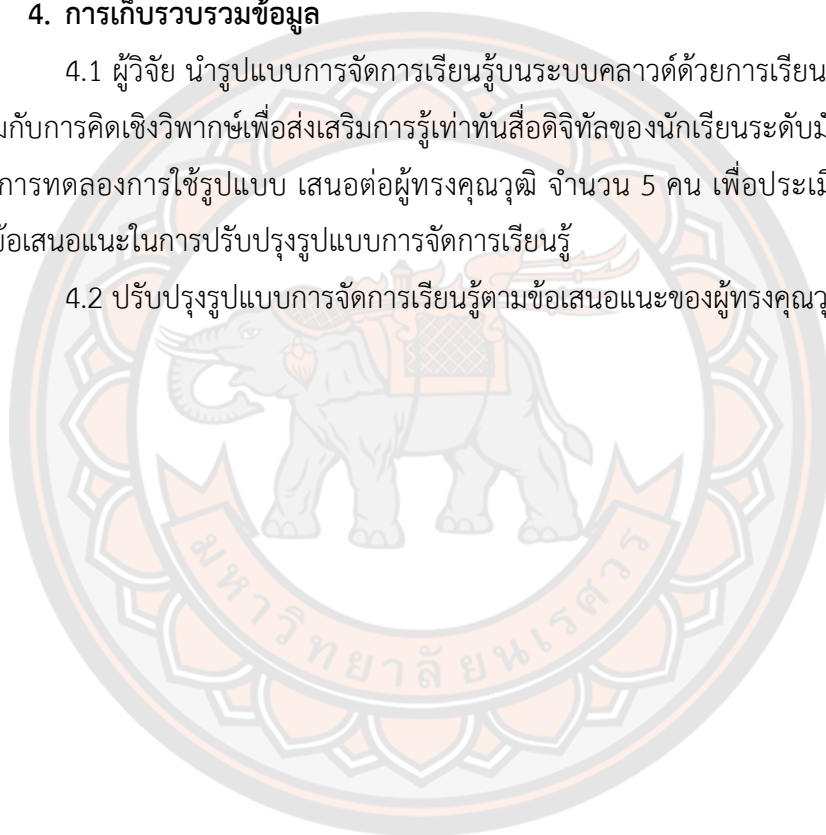 4. การเก็บรวบรวมข้อมูล
4.1 ผู้วิจัย นำรูปแบบการจัดการเรียนรู้บนระบบคลาวด์ด้วยการเรียน
กับการคิดเชิงวิพากษ์เพื่อส่งเสริมการรู้เท่าทันสื่อดิจิทัลของนักเรียนระดับ
การทดลองการใช้รูปแบบ เสนอต่อผู้ทรงคุณวุฒิ จำนวน 5 คน เพื่อ
ข้อเสนอแนะในการปรับปรุงรูปแบบการจัดการเรียนรู้
4.2 ปรับปรุงรูปแบบการจัดการเรียนรู้ตามข้อเสนอแนะของ
มหาวิทยาลัยนเรศวร